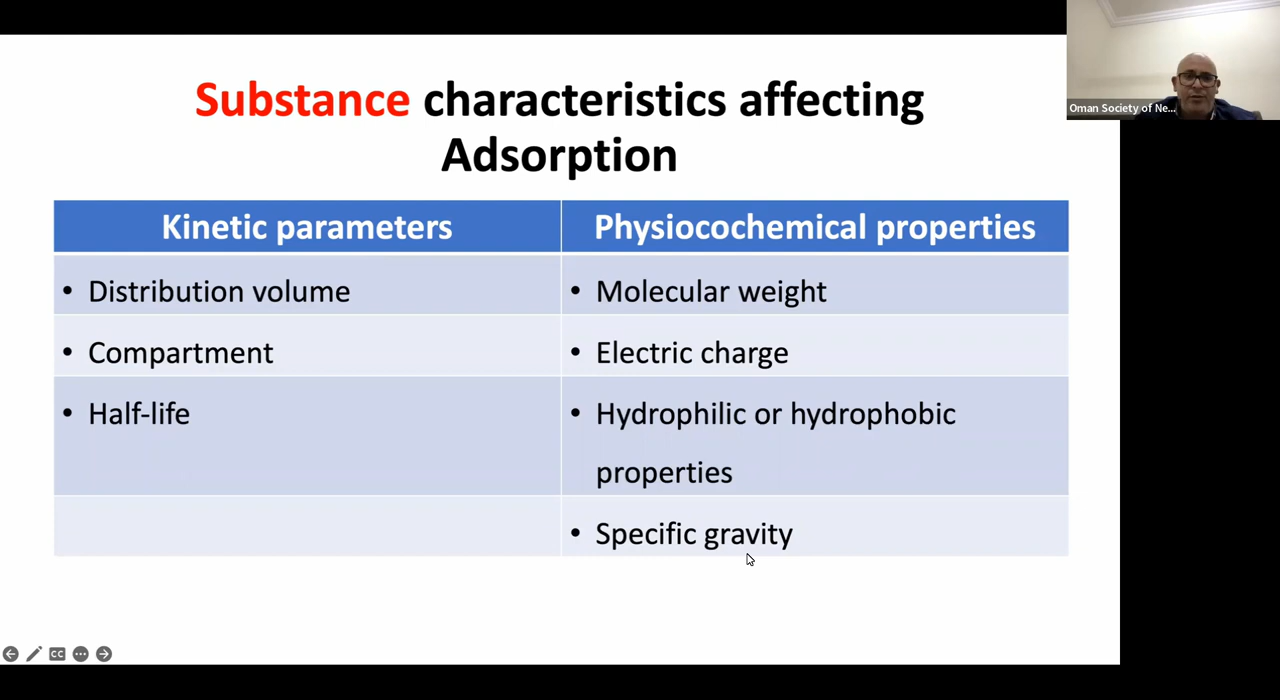 Substance characteristics affecting
Adsorption
Kinetic parameters
Physiocochemical properties
• Distribution volume
• Molecular weight
• Compartment
• Electric charge
• Half-life
• Hydrophilic or hydrophobic
properties
• Specific gravity
Oman Society of Ne...
CC